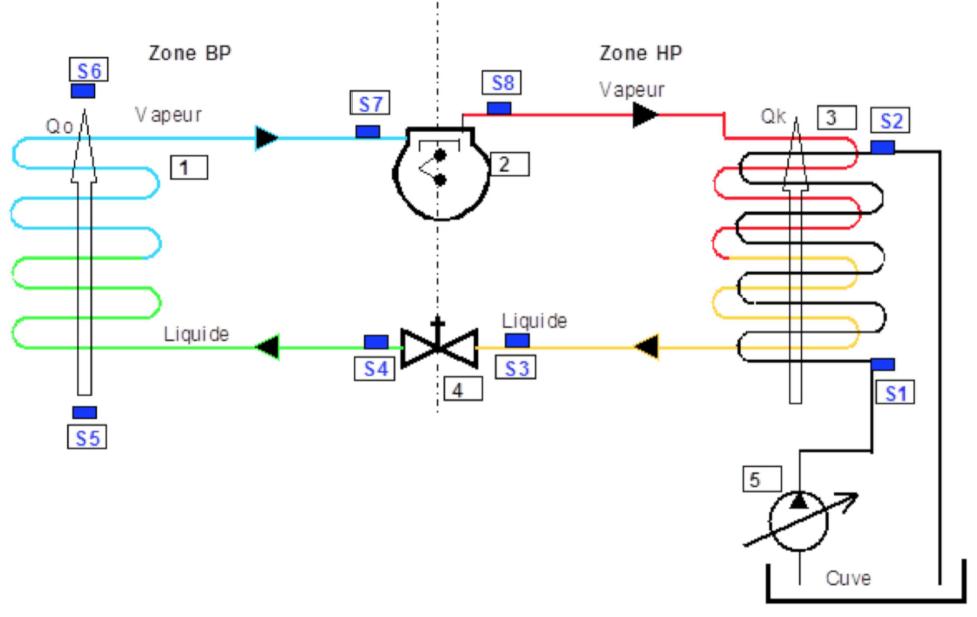 Zone BP
Zone HP
S6
S8
Vapeur
S7
Vapeur
Qo
Qk
3
S2
1
2
Liquide
Liquide
S4
S3
4
S1
S5
5
Cuve